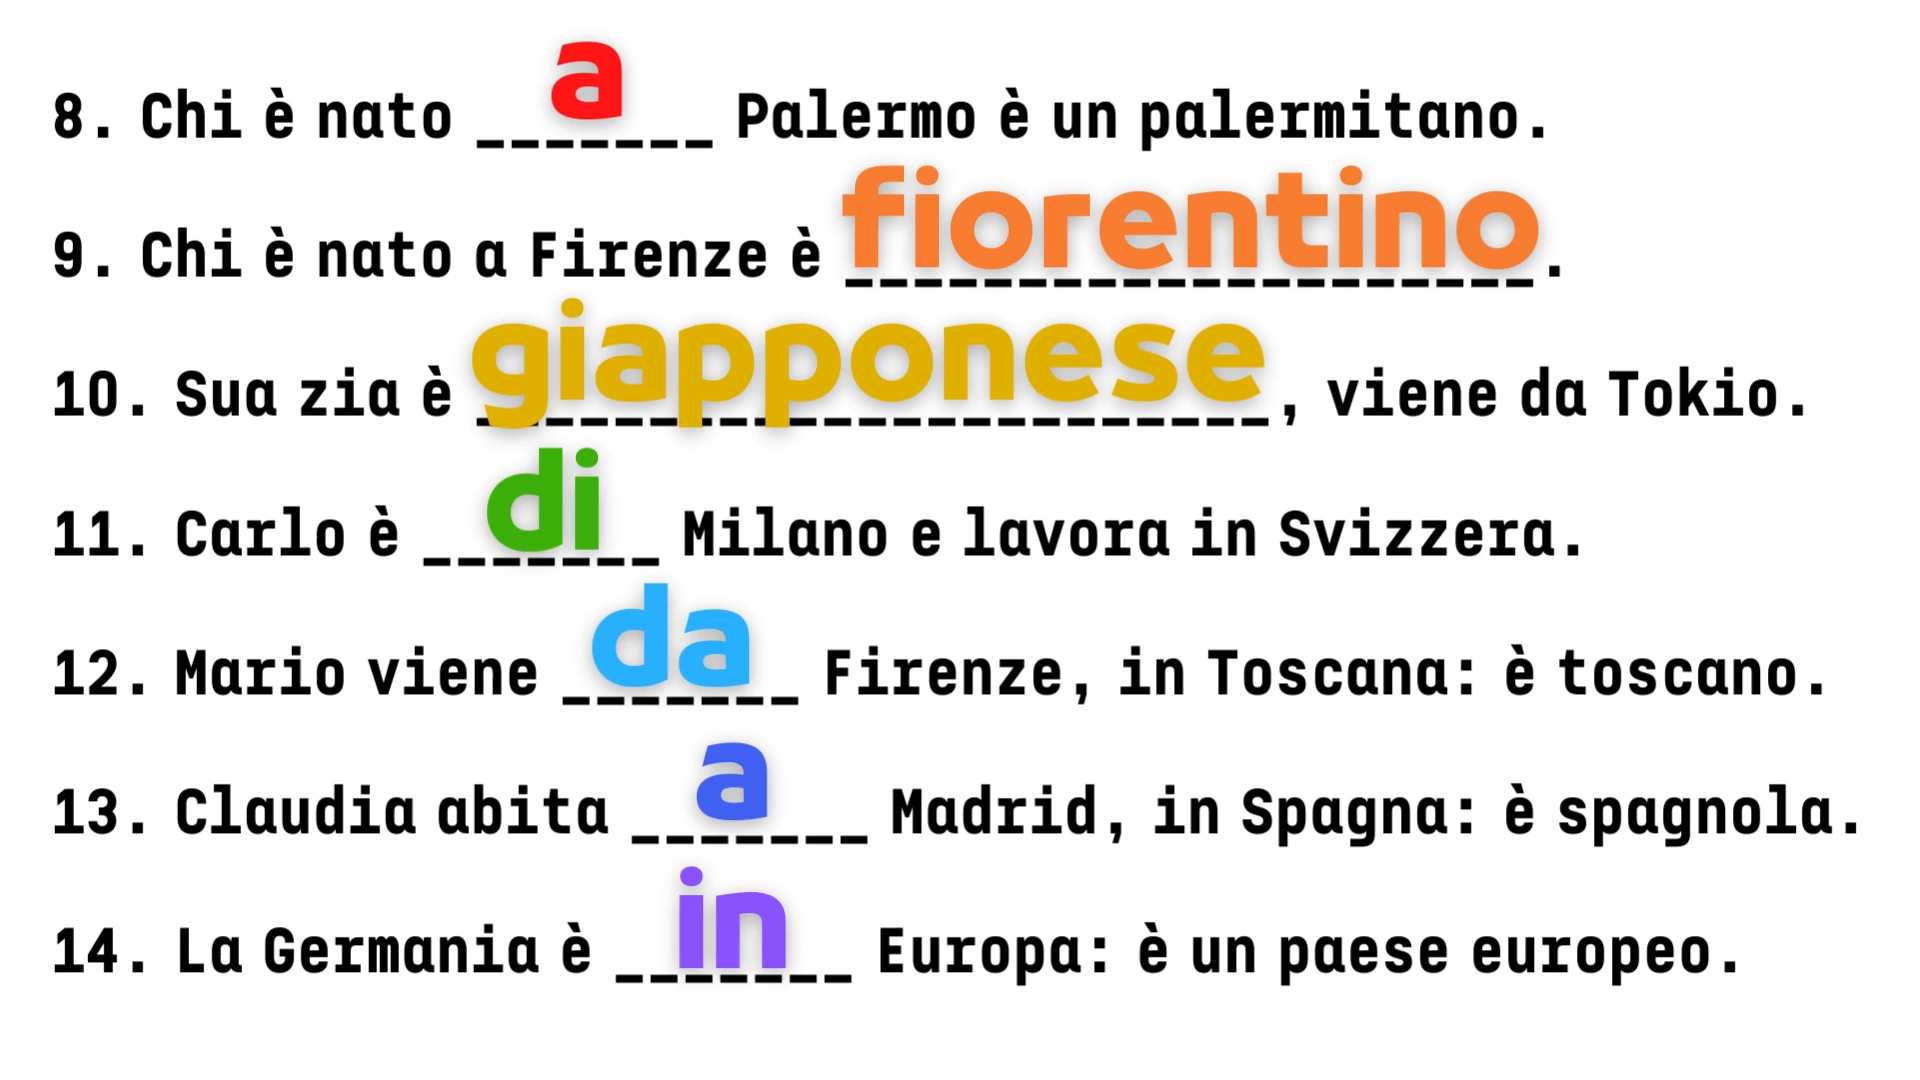 8. Chi è nato a Palermo è un palermitano.
9. Chi è nato a Firenze è fiorentino.
10. Sua zia è giapponese, viene da Tokio.
11. Carlo è di Milano e lavora in Svizzera.
12. Mario viene da Firenze, in Toscana: è toscano.
13. Claudia abita a Madrid, in Spagna: è spagnola.
14. La Germania è in Europa: è un paese europeo.